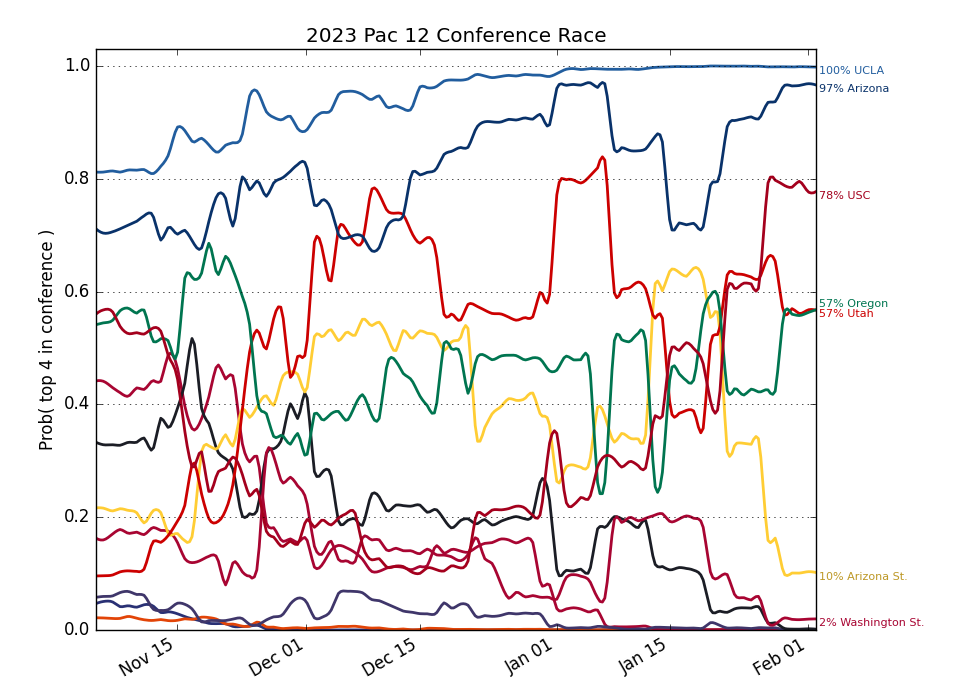 2023 Pac 12 Conference Race
Prob( top 4 in conference )
1.0
0.8
0.6
0.4
0.2
0.0
Nov 15
Dec 01
Dec 15
Jan 01
Jan 15
Feb 01
100% UCLA
97% Arizona
78% USC
57% Oregon
57% Utah
10% Arizona St.
2% Washington St.